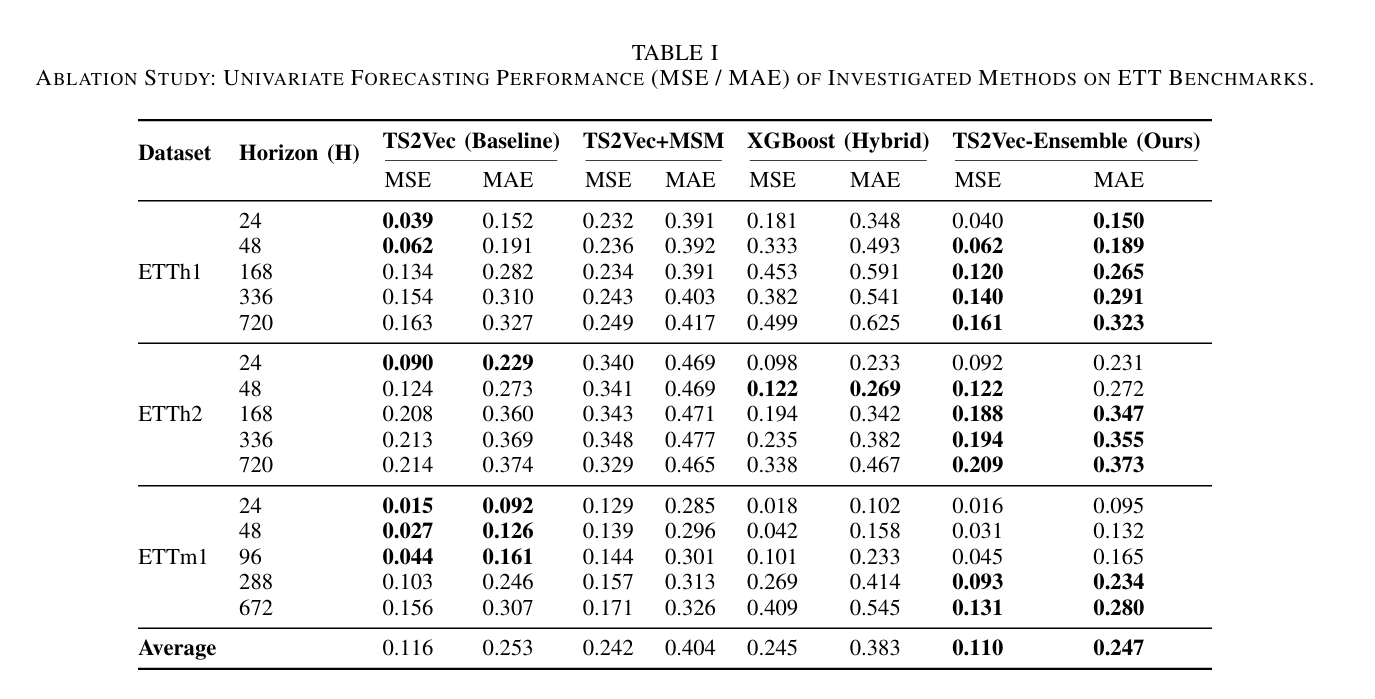 TABLE I
ABLATION STUDY: UNIVARIATE FORECASTING PERFORMANCE (MSE / MAE) OF INVESTIGATED METHODS ON ETT BENCHMARKS.
Dataset Horizon (H) TS2Vec (Baseline) TS2Vec+MSM XGBoost (Hybrid) TS2Vec-Ensemble (Ours)
MSE MAE MSE MAE MSE MAE MSE MAE
24 0.039 0.152 0.232 0.391 0.181 0.348 0.040 0.150
48 0.062 0.191 0.236 0.392 0.333 0.493 0.062 0.189
ETTh1 168 0.134 0.282 0.234 0.391 0.453 0.591 0.120 0.265
336 0.154 0.310 0.243 0.403 0.382 0.541 0.140 0.291
720 0.163 0.327 0.249 0.417 0.499 0.625 0.161 0.323
24 0.090 0.229 0.340 0.469 0.098 0.233 0.092 0.231
48 0.124 0.273 0.341 0.469 0.122 0.269 0.122 0.272
ETTh2 168 0.208 0.360 0.343 0.471 0.194 0.342 0.188 0.347
336 0.213 0.369 0.348 0.477 0.235 0.382 0.194 0.355
720 0.214 0.374 0.329 0.465 0.338 0.467 0.209 0.373
24 0.015 0.092 0.129 0.285 0.018 0.102 0.016 0.095
48 0.027 0.126 0.139 0.296 0.042 0.158 0.031 0.132
ETTm1 96 0.044 0.161 0.144 0.301 0.101 0.233 0.045 0.165
288 0.103 0.246 0.157 0.313 0.269 0.414 0.093 0.234
672 0.156 0.307 0.171 0.326 0.409 0.545 0.131 0.280
Average 0.116 0.253 0.242 0.404 0.245 0.383 0.110 0.247